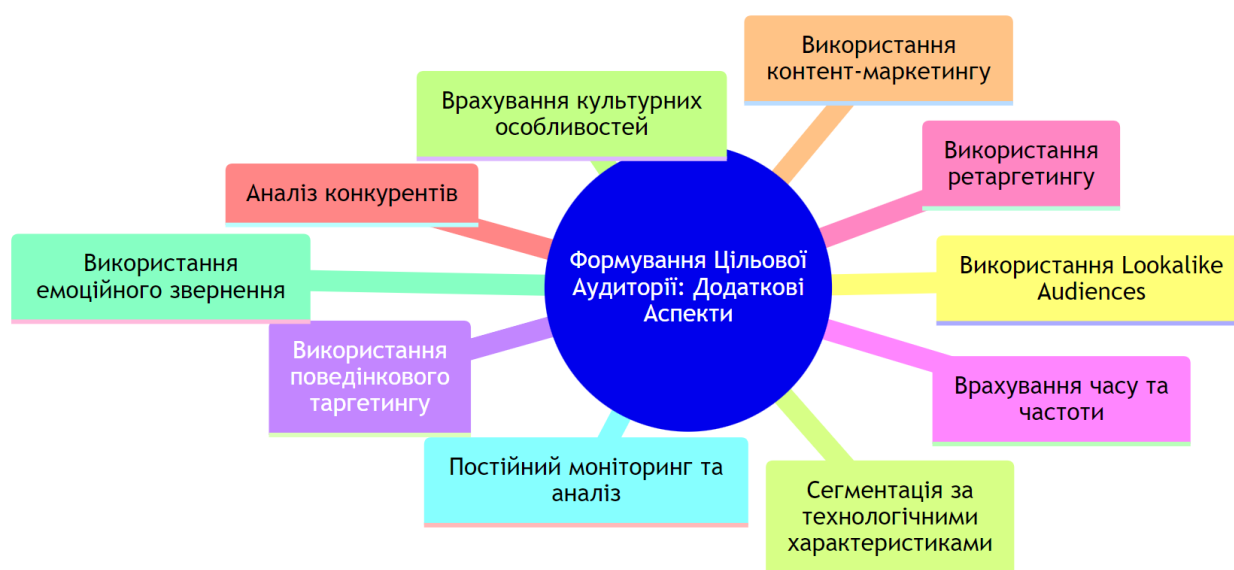 Використання
контент-маркетингу
Врахування культурних
особливостей
Використання
ретаргетингу
Аналіз конкурентів
Використання
емоційного звернення
Формування Цільової
Аудиторії: Додаткові
Аспекти
Використання Lookalike
Audiences
Використання
поведінкового
таргетингу
Врахування часу та
частоти
Постійний моніторинг та
аналіз
Сегментація за
технологічними
характеристиками